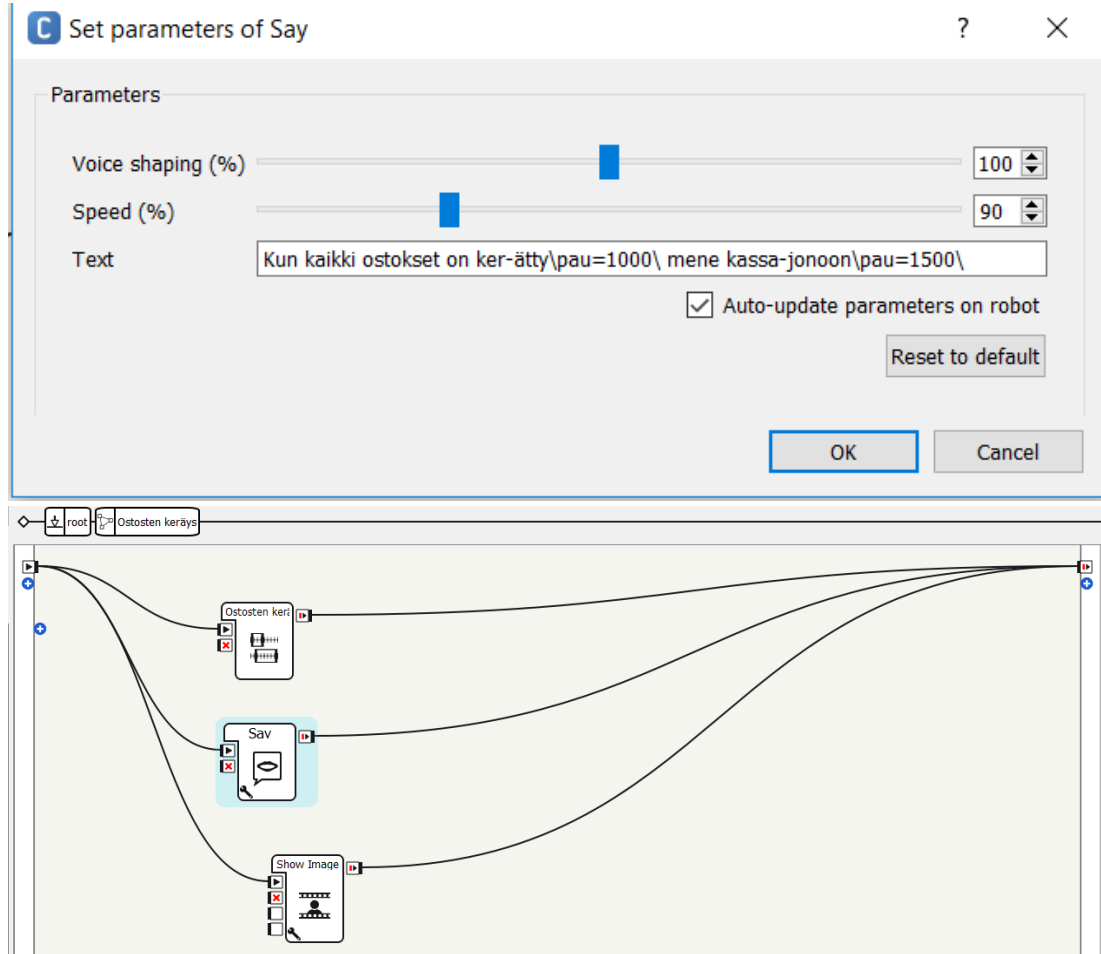 C Set parameters of Say ?
Parameters
Voice shaping (%) 100
Speed (%) 90
Text Kun kaikki ostokset on ker-ätty\pau=1000\ mene kassa-jonoon\pau=1500\
Auto-update parameters on robot
Reset to default
OK Cancel
root Ostosten keräys
Ostosten kerä
Say
Show Image